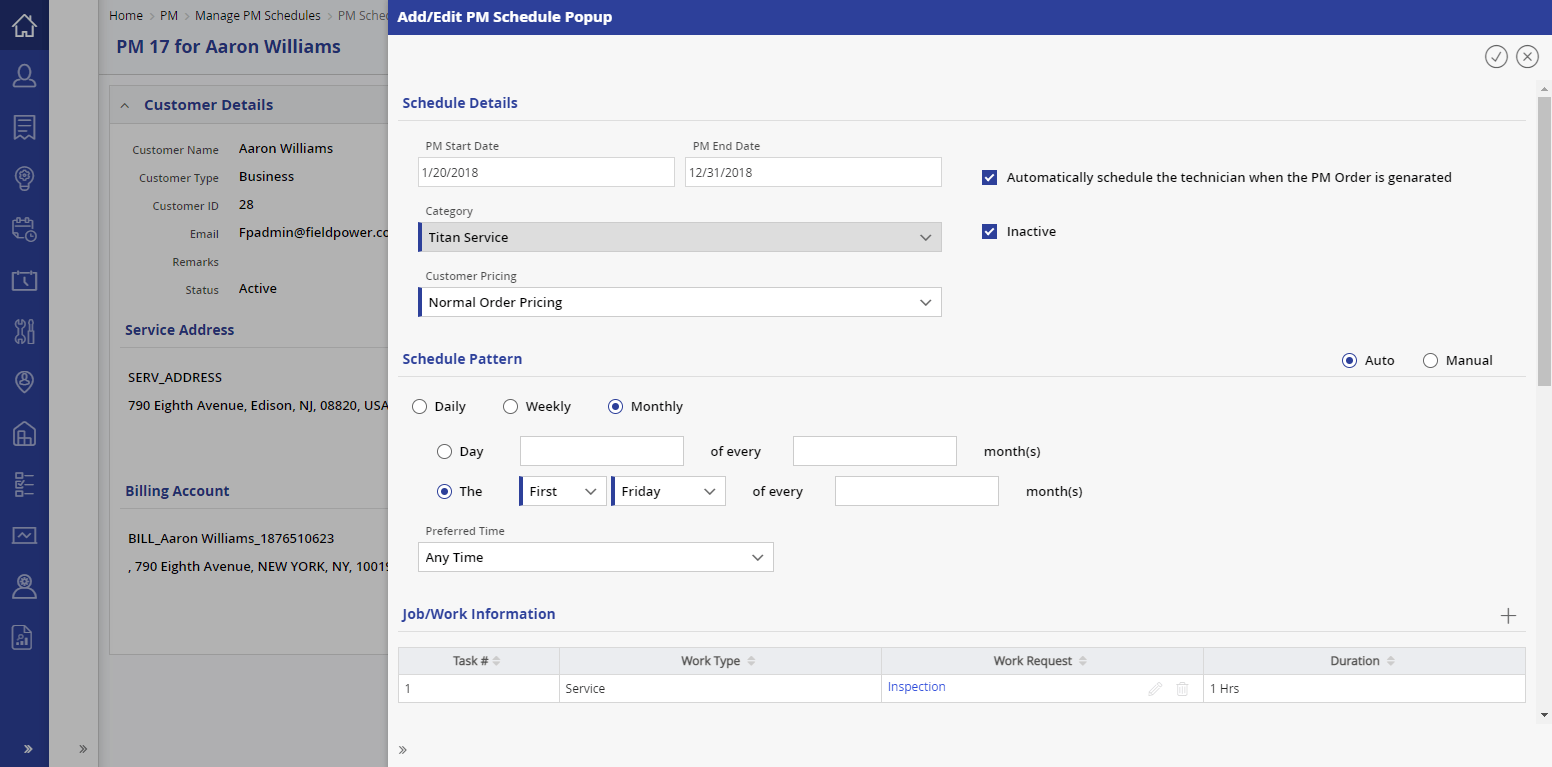 Home > PM > Manage PM Schedules > PM Sche
PM 17 for Aaron Williams
Customer Details
Customer Name Aaron Williams
Customer Type Business
Customer ID 28
Email Fpadmin@fieldpower.co
Remarks
Status Active
Service Address
SERV_ADDRESS
790 Eighth Avenue, Edison, NJ, 08820, USA
Billing Account
BILL_Aaron Williams_1876510623
, 790 Eighth Avenue, NEW YORK, NY, 10019
Add/Edit PM Schedule Popup
Schedule Details
PM Start Date PM End Date
1/20/2018 12/31/2018
Automatically schedule the technician when the PM Order is genarated
Category
Titan Service
Inactive
Customer Pricing
Normal Order Pricing
Schedule Pattern Auto Manual
Daily Weekly Monthly
Day of every month(s)
The First Friday of every month(s)
Preferred Time
Any Time
Job/Work Information
Task # Work Type Work Request Duration
1 Service Inspection 1 Hrs